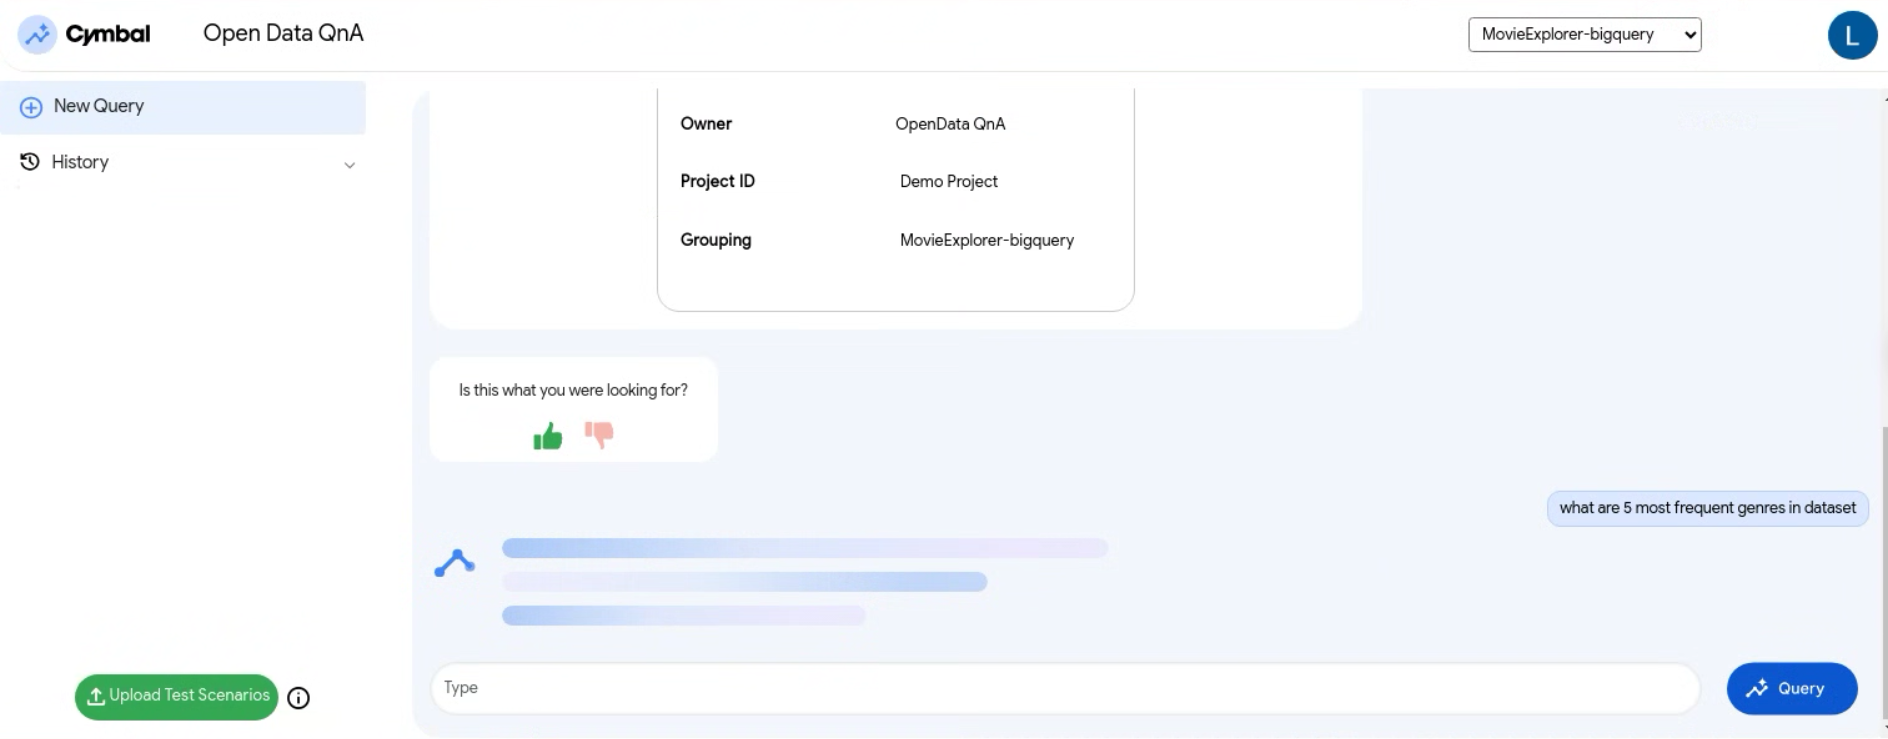 Cymbal
Open Data QnA
MovieExplorer-bigquery
L
New Query
History
Owner OpenData QnA
Project ID Demo Project
Grouping MovieExplorer-bigquery
Is this what you were looking for?
what are 5 most frequent genres in dataset
Type
Query
Upload Test Scenarios